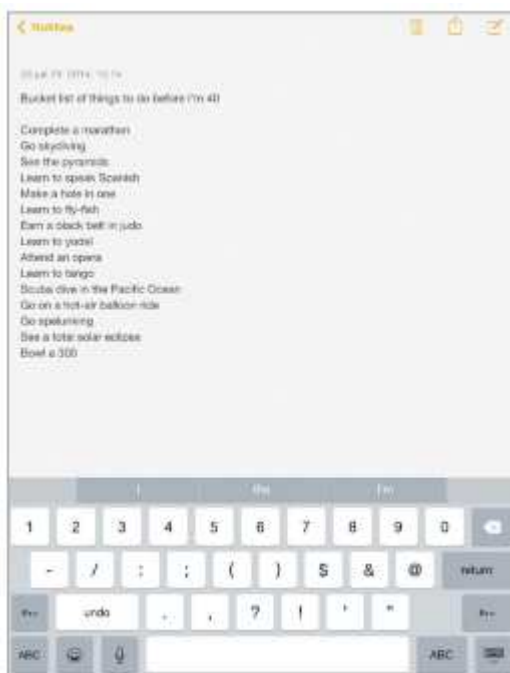 Notities
Bucket list of things to do before I'm 40
Complete a marathon
Go skydiving
See the pyramids
Learn to speak Spanish
Make a hole in one
Learn to fly-fish
Earn a black belt in judo
Learn to yodel
Attend an opera
Learn to tango
Scuba dive in the Pacific Ocean
Go on a hot-air balloon ride
Go spelunking
See a total solar eclipse
Bowl a 300
I the I'm
1 2 3 4 5 6 7 8 9 0
- / : ; ( ) $ & @ return
#+= undo . , ? ! ' " #+=
ABC ABC